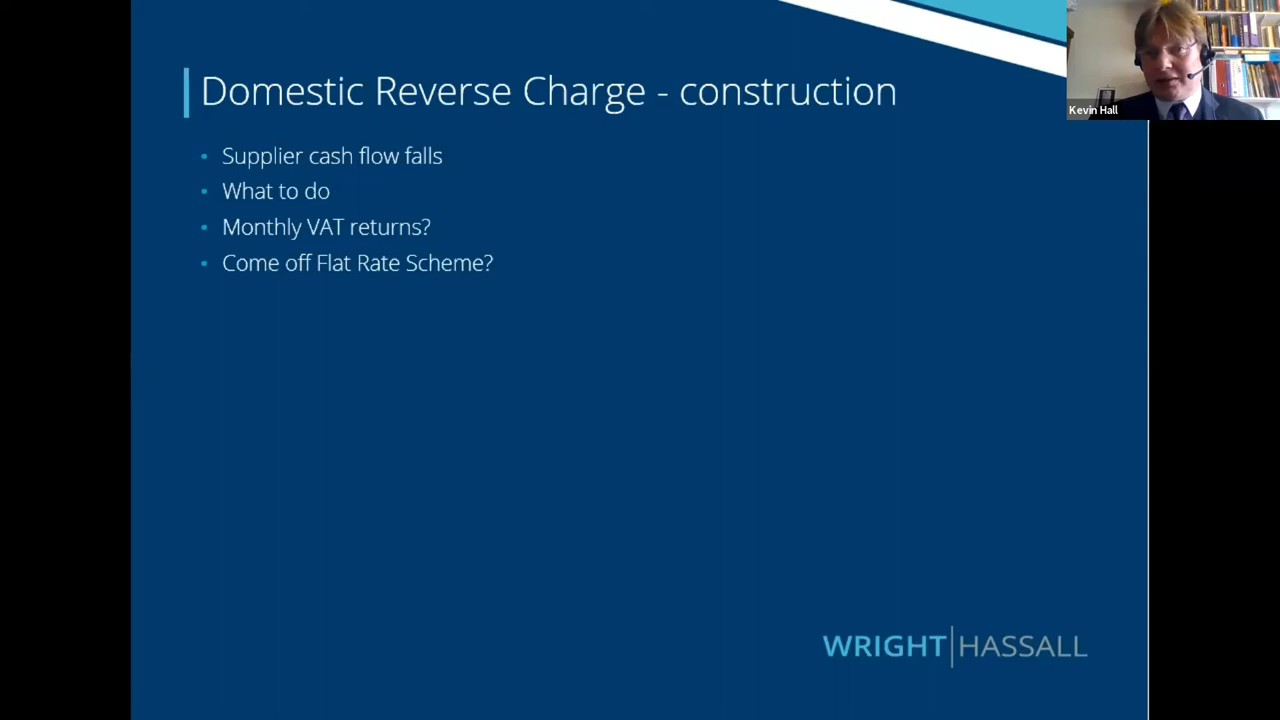 Domestic Reverse Charge - construction
Kevin Hall
• Supplier cash flow falls
• What to do
• Monthly VAT returns?
• Come off Flat Rate Scheme?
WRIGHT|HASSALL